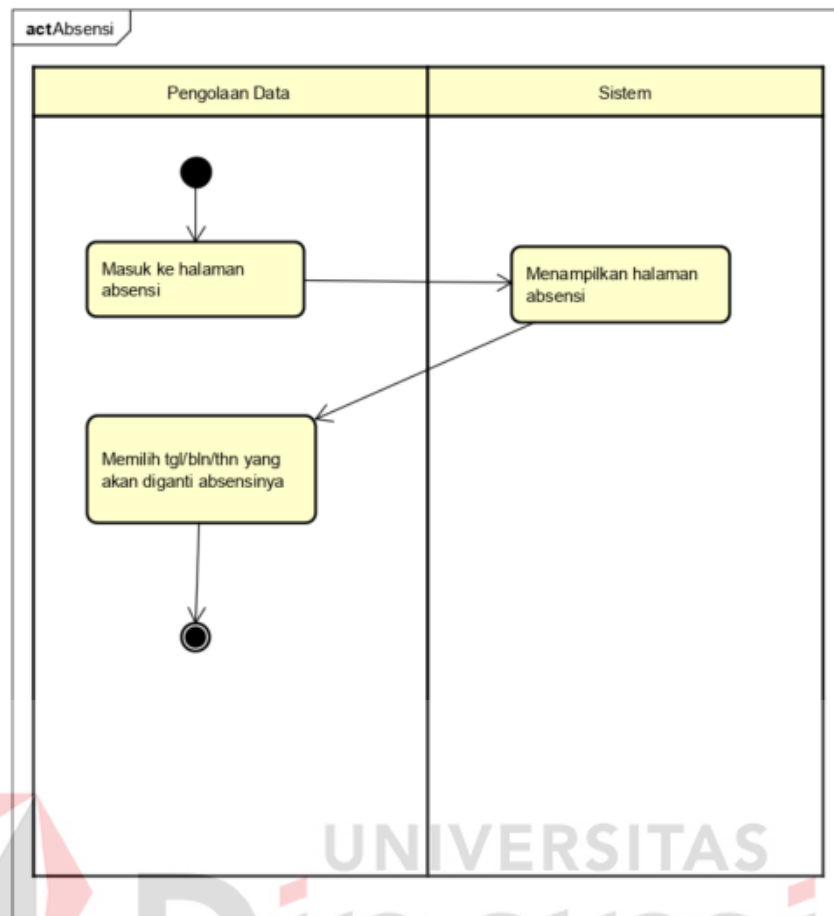 actAbsensi
Pengolaan Data
Sistem
Masuk ke halaman
absensi
Menampilkan halaman
absensi
Memilih tgl/bln/thn yang
akan diganti absensinya
UNIVERSITAS